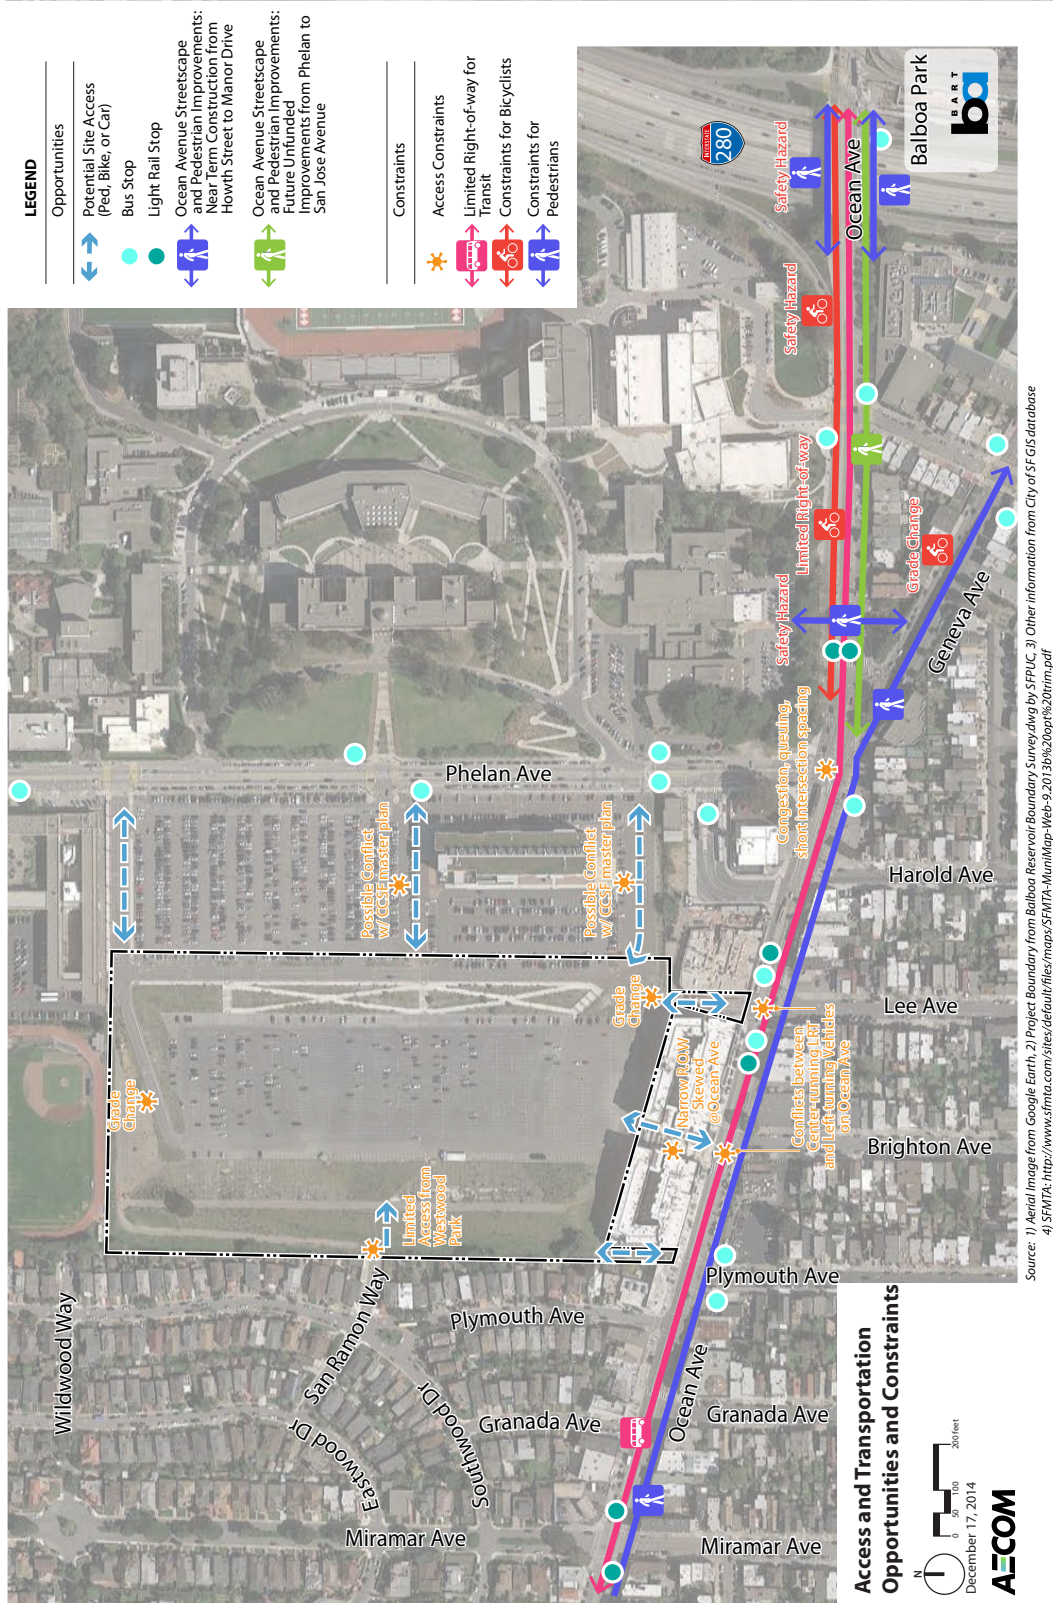 LEGEND
Opportunities
Potential Site Access
(Ped, Bike, or Car)
Bus Stop
Light Rail Stop
Ocean Avenue Streetscape
and Pedestrian Improvements:
Near Term Construction from
Howth Street to Manor Drive
Ocean Avenue Streetscape
and Pedestrian Improvements:
Future Unfunded
Improvements from Phelan to
San Jose Avenue
Constraints
Access Constraints
Limited Right-of-way for
Transit
Constraints for Bicyclists
Constraints for
Pedestrians
INTERSTATE
280
Balboa Park
BART
ba
Ocean Ave
Safety Hazard
Safety Hazard
Limited Right-of-way
Safety Hazard
Grade Change
Geneva Ave
Congestion, queuing,
short Intersection spacing
Phelan Ave
Possible Conflict
w/ CCSF master plan
Possible Conflict
w/ CCSF master plan
Harold Ave
Lee Ave
Grade
Change
Narrow R.O.W
Skewed
@Ocean Ave
Conflicts between
Center-running LRT
and Left-turning Vehicles
on Ocean Ave
Brighton Ave
Grade
Change
Limited
Access from
Westwood
Park
Wildwood Way
San Ramon Way
Plymouth Ave
Plymouth Ave
Eastwood Dr
Southwood Dr
Granada Ave
Ocean Ave
Granada Ave
Miramar Ave
Miramar Ave
Access and Transportation
Opportunities and Constraints
N
0 50 100 200 feet
December 17, 2014
AECOM
Source: 1) Aerial Image from Google Earth, 2) Project Boundary from Balboa Reservoir Boundary Survey.dwg by SFPUC, 3) Other information from City of SF GIS database
4) SFMTA: http://www.sfmta.com/sites/default/files/maps/SFMTA-MuniMap-Web-9.2013b%20opt%20trim.pdf